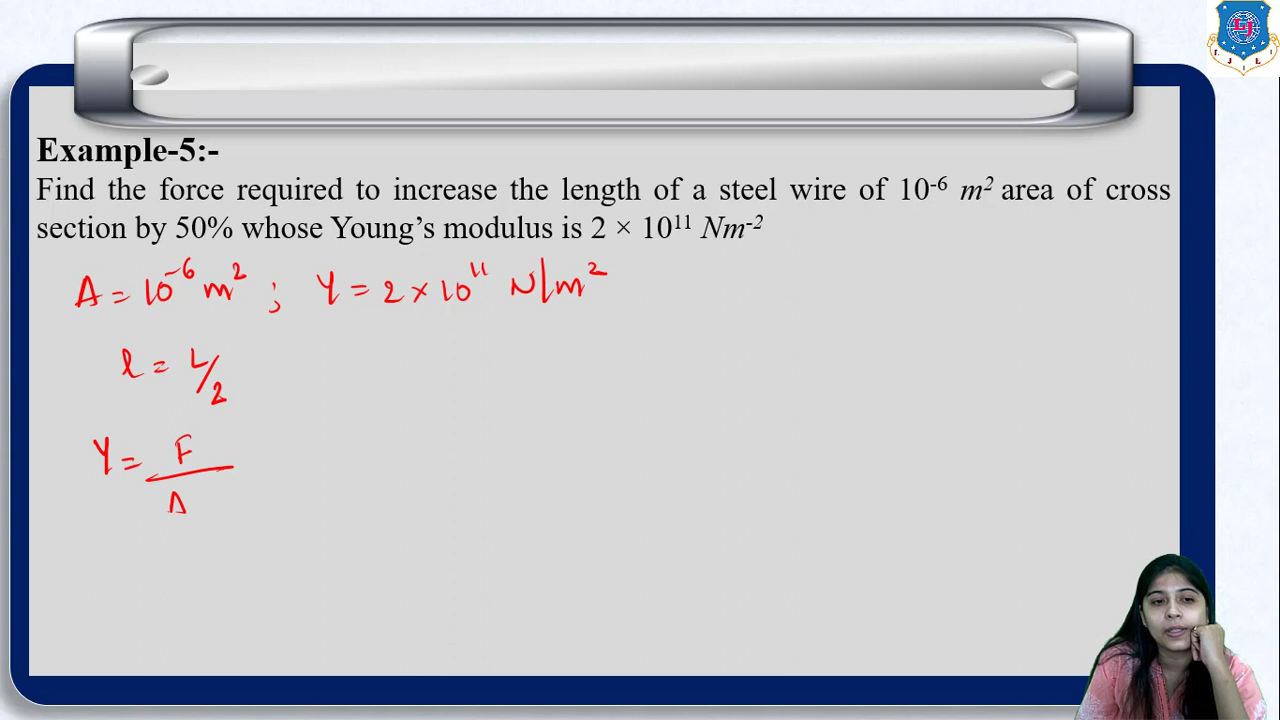 Example-5:-
Find the force required to increase the length of a steel wire of 10⁻⁶ m² area of cross
section by 50% whose Young’s modulus is 2 × 10¹¹ Nm⁻²
A = 10⁻⁶ m² ; Y = 2 × 10¹¹ N/m²
l = L/2
Y = F
A